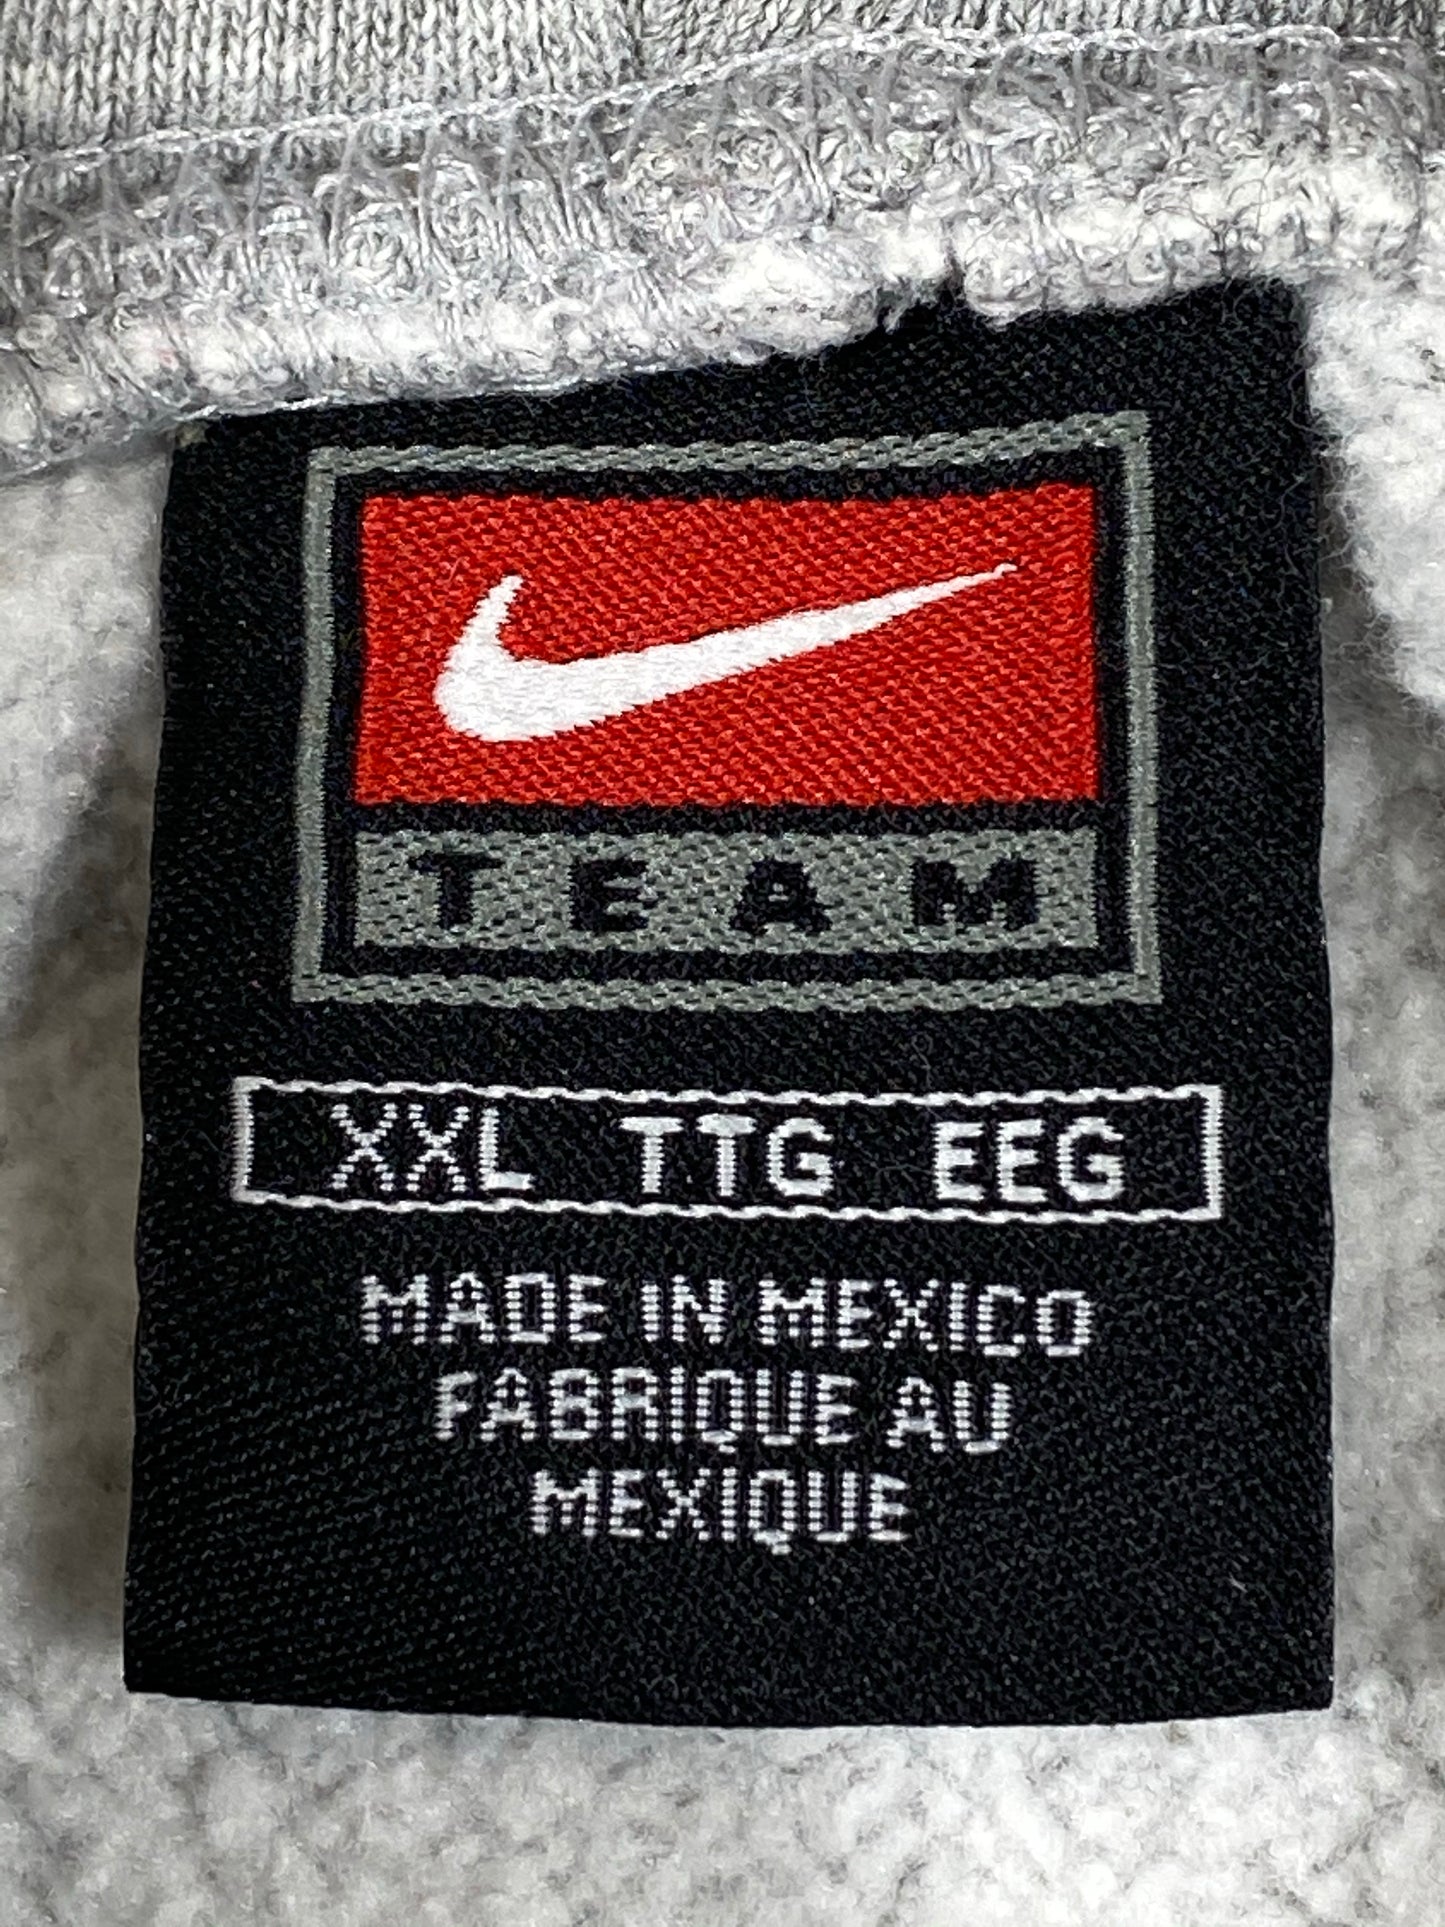 TEAM
XXL TTG EEG
MADE IN MEXICO
FABRIQUE AU
MEXIQUE